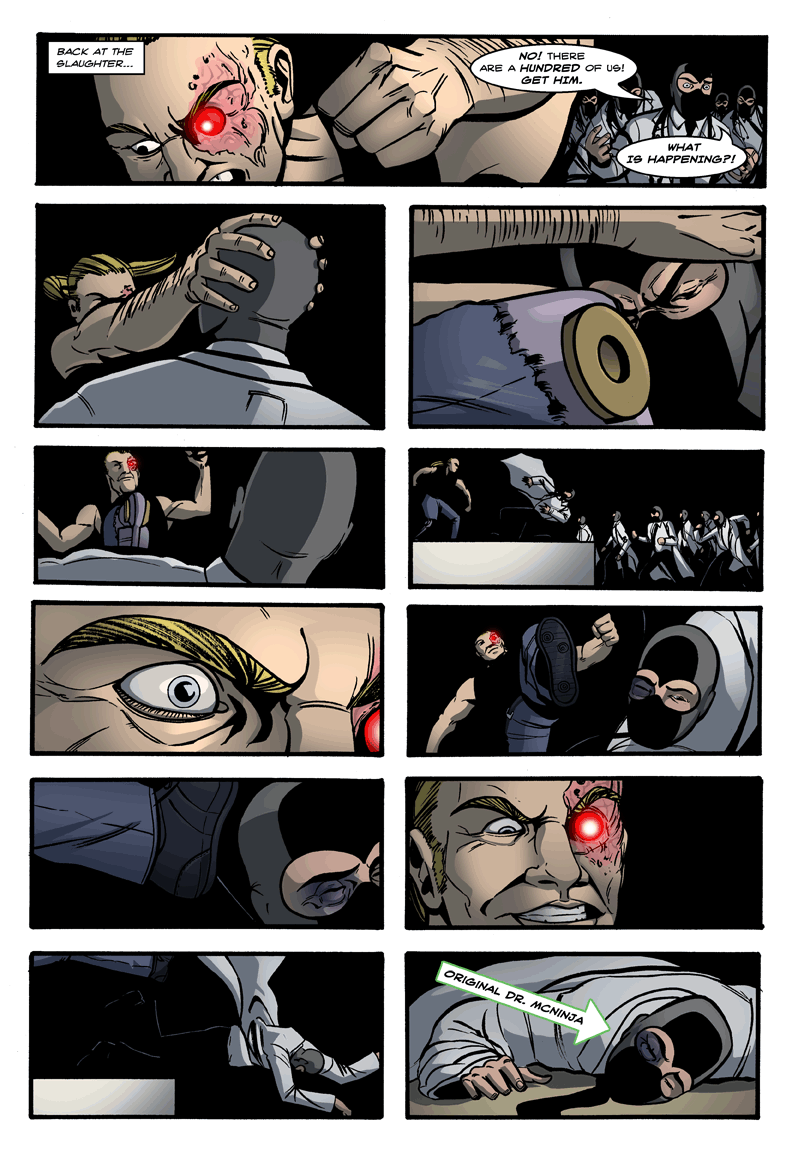 BACK AT THE
SLAUGHTER...
NO! THERE
ARE A HUNDRED OF US!
GET HIM.
WHAT
IS HAPPENING?!
ORIGINAL DR. MCNINJA